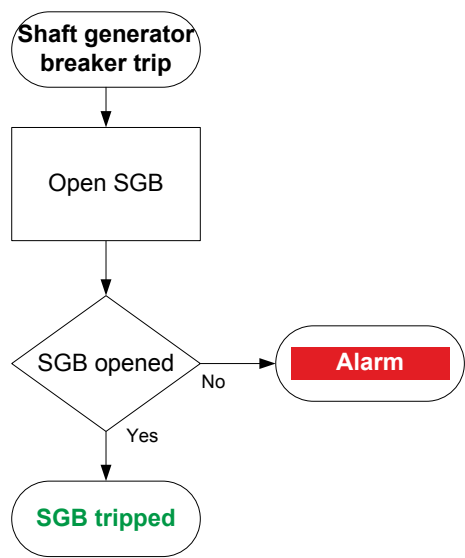 Shaft generator
breaker trip
Open SGB
SGB opened
No
Alarm
Yes
SGB tripped